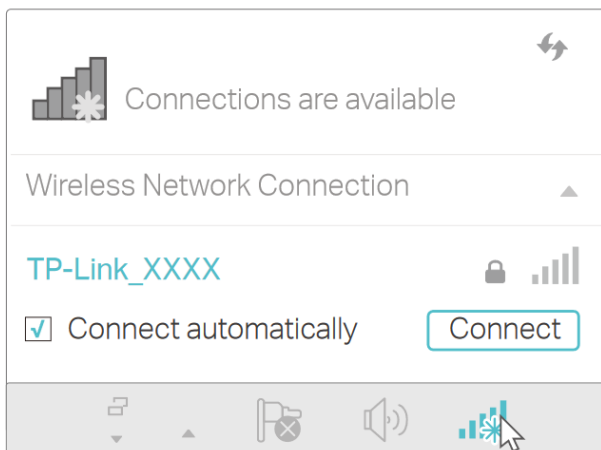 Connections are available
Wireless Network Connection
TP-Link_XXXX
Connect automatically
Connect